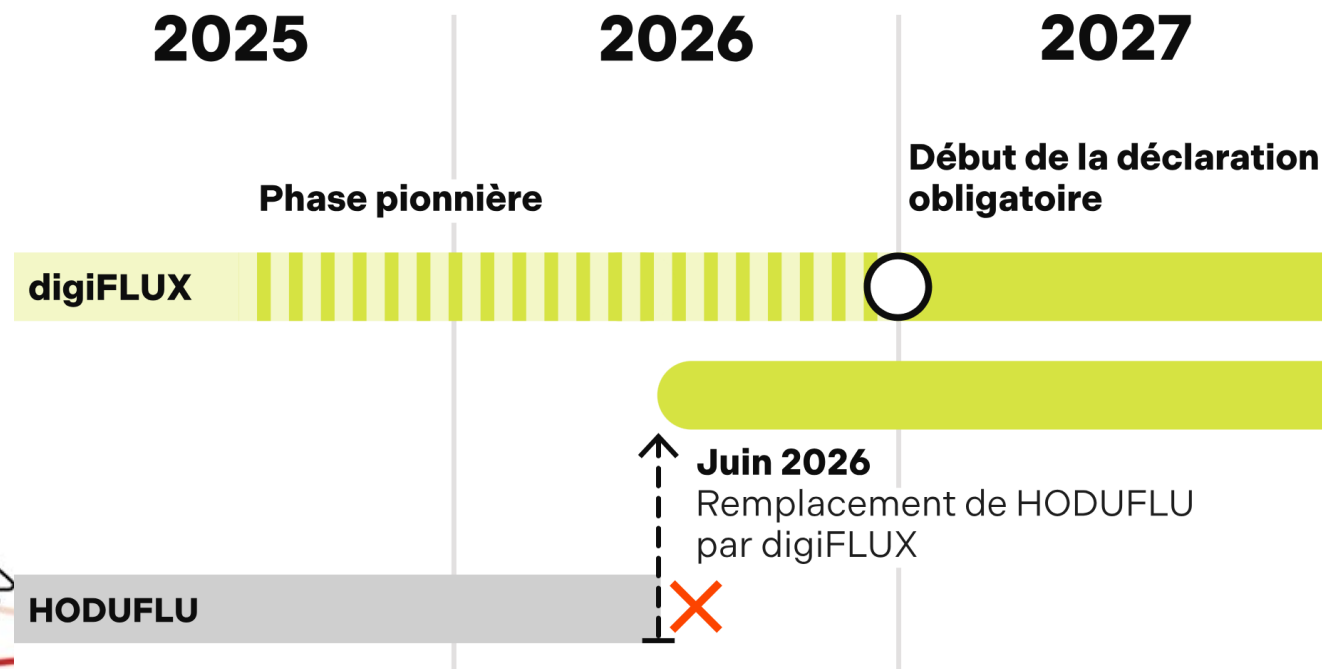 2025 2026 2027
Début de la déclaration
obligatoire
Phase pionnière
digiFLUX
Juin 2026
Remplacement de HODUFLU
par digiFLUX
HODUFLU